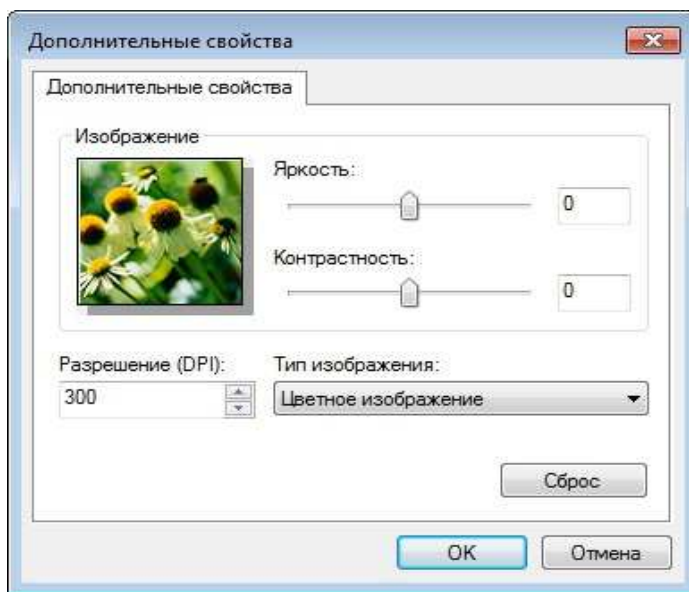 Дополнительные свойства
Дополнительные свойства
Изображение
Яркость:
0
Контрастность:
0
Разрешение (DPI):
300
Тип изображения:
Цветное изображение
Сброс
OK
Отмена